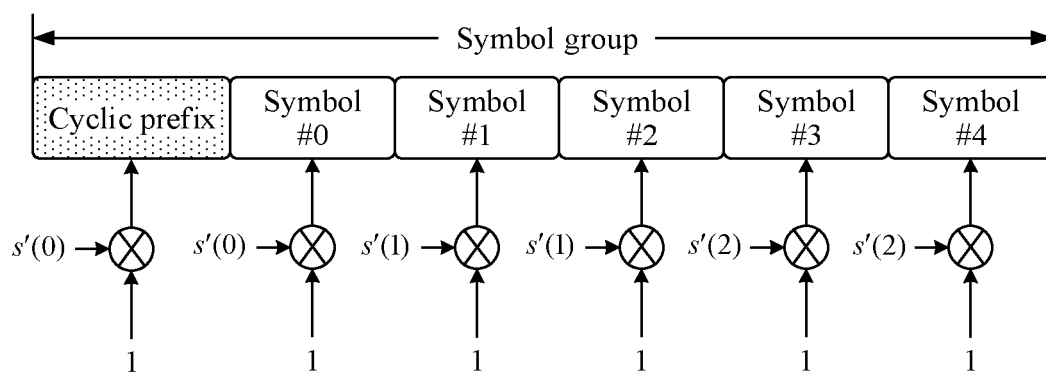 Symbol group
Cyclic prefix Symbol #0 Symbol #1 Symbol #2 Symbol #3 Symbol #4
s′(0) s′(0) s′(1) s′(1) s′(2) s′(2)
1 1 1 1 1 1